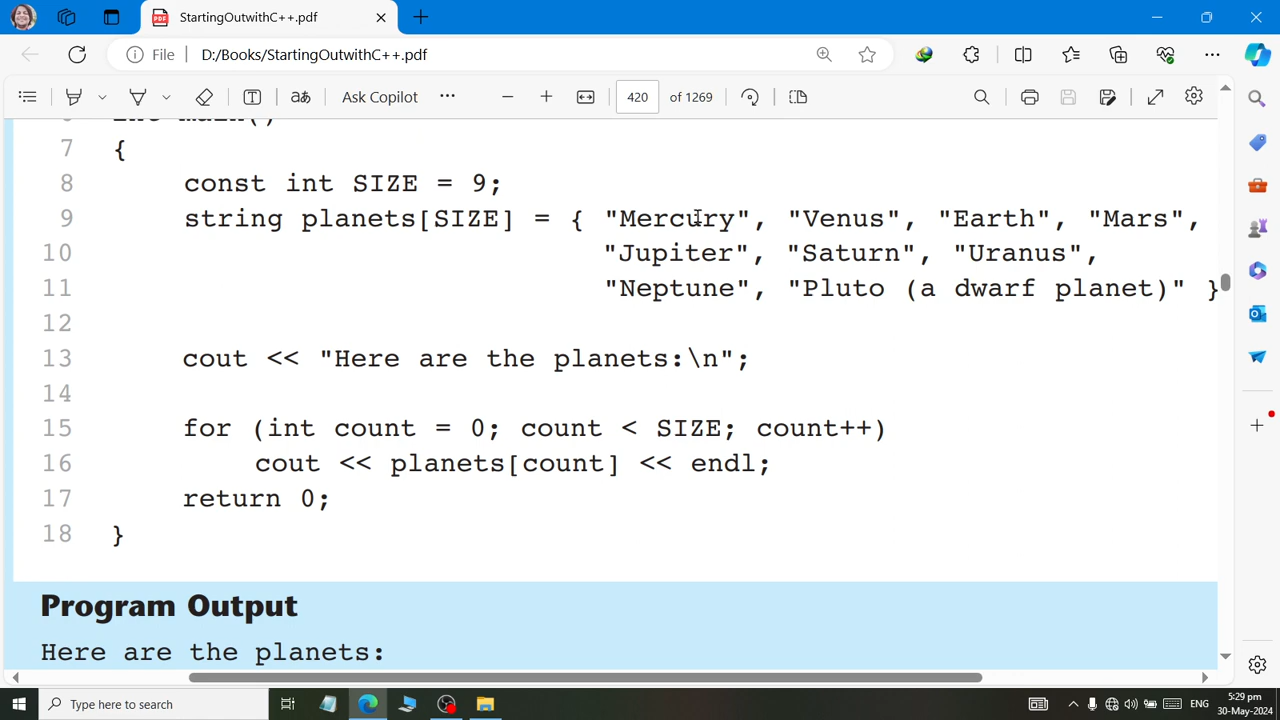 StartingOutwithC++.pdf
File D:/Books/StartingOutwithC++.pdf
Ask Copilot 420 of 1269
7 {
8 const int SIZE = 9;
9 string planets[SIZE] = { "Mercury", "Venus", "Earth", "Mars",
10 "Jupiter", "Saturn", "Uranus",
11 "Neptune", "Pluto (a dwarf planet)" }
12
13 cout << "Here are the planets:\n";
14
15 for (int count = 0; count < SIZE; count++)
16 cout << planets[count] << endl;
17 return 0;
18 }
Program Output
Here are the planets:
Type here to search
ENG
5:29 pm
30-May-2024